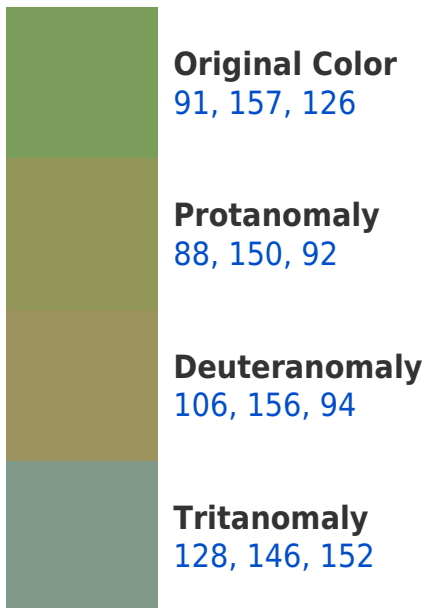 Original Color
91, 157, 126
Protanomaly
88, 150, 92
Deuteranomaly
106, 156, 94
Tritanomaly
128, 146, 152